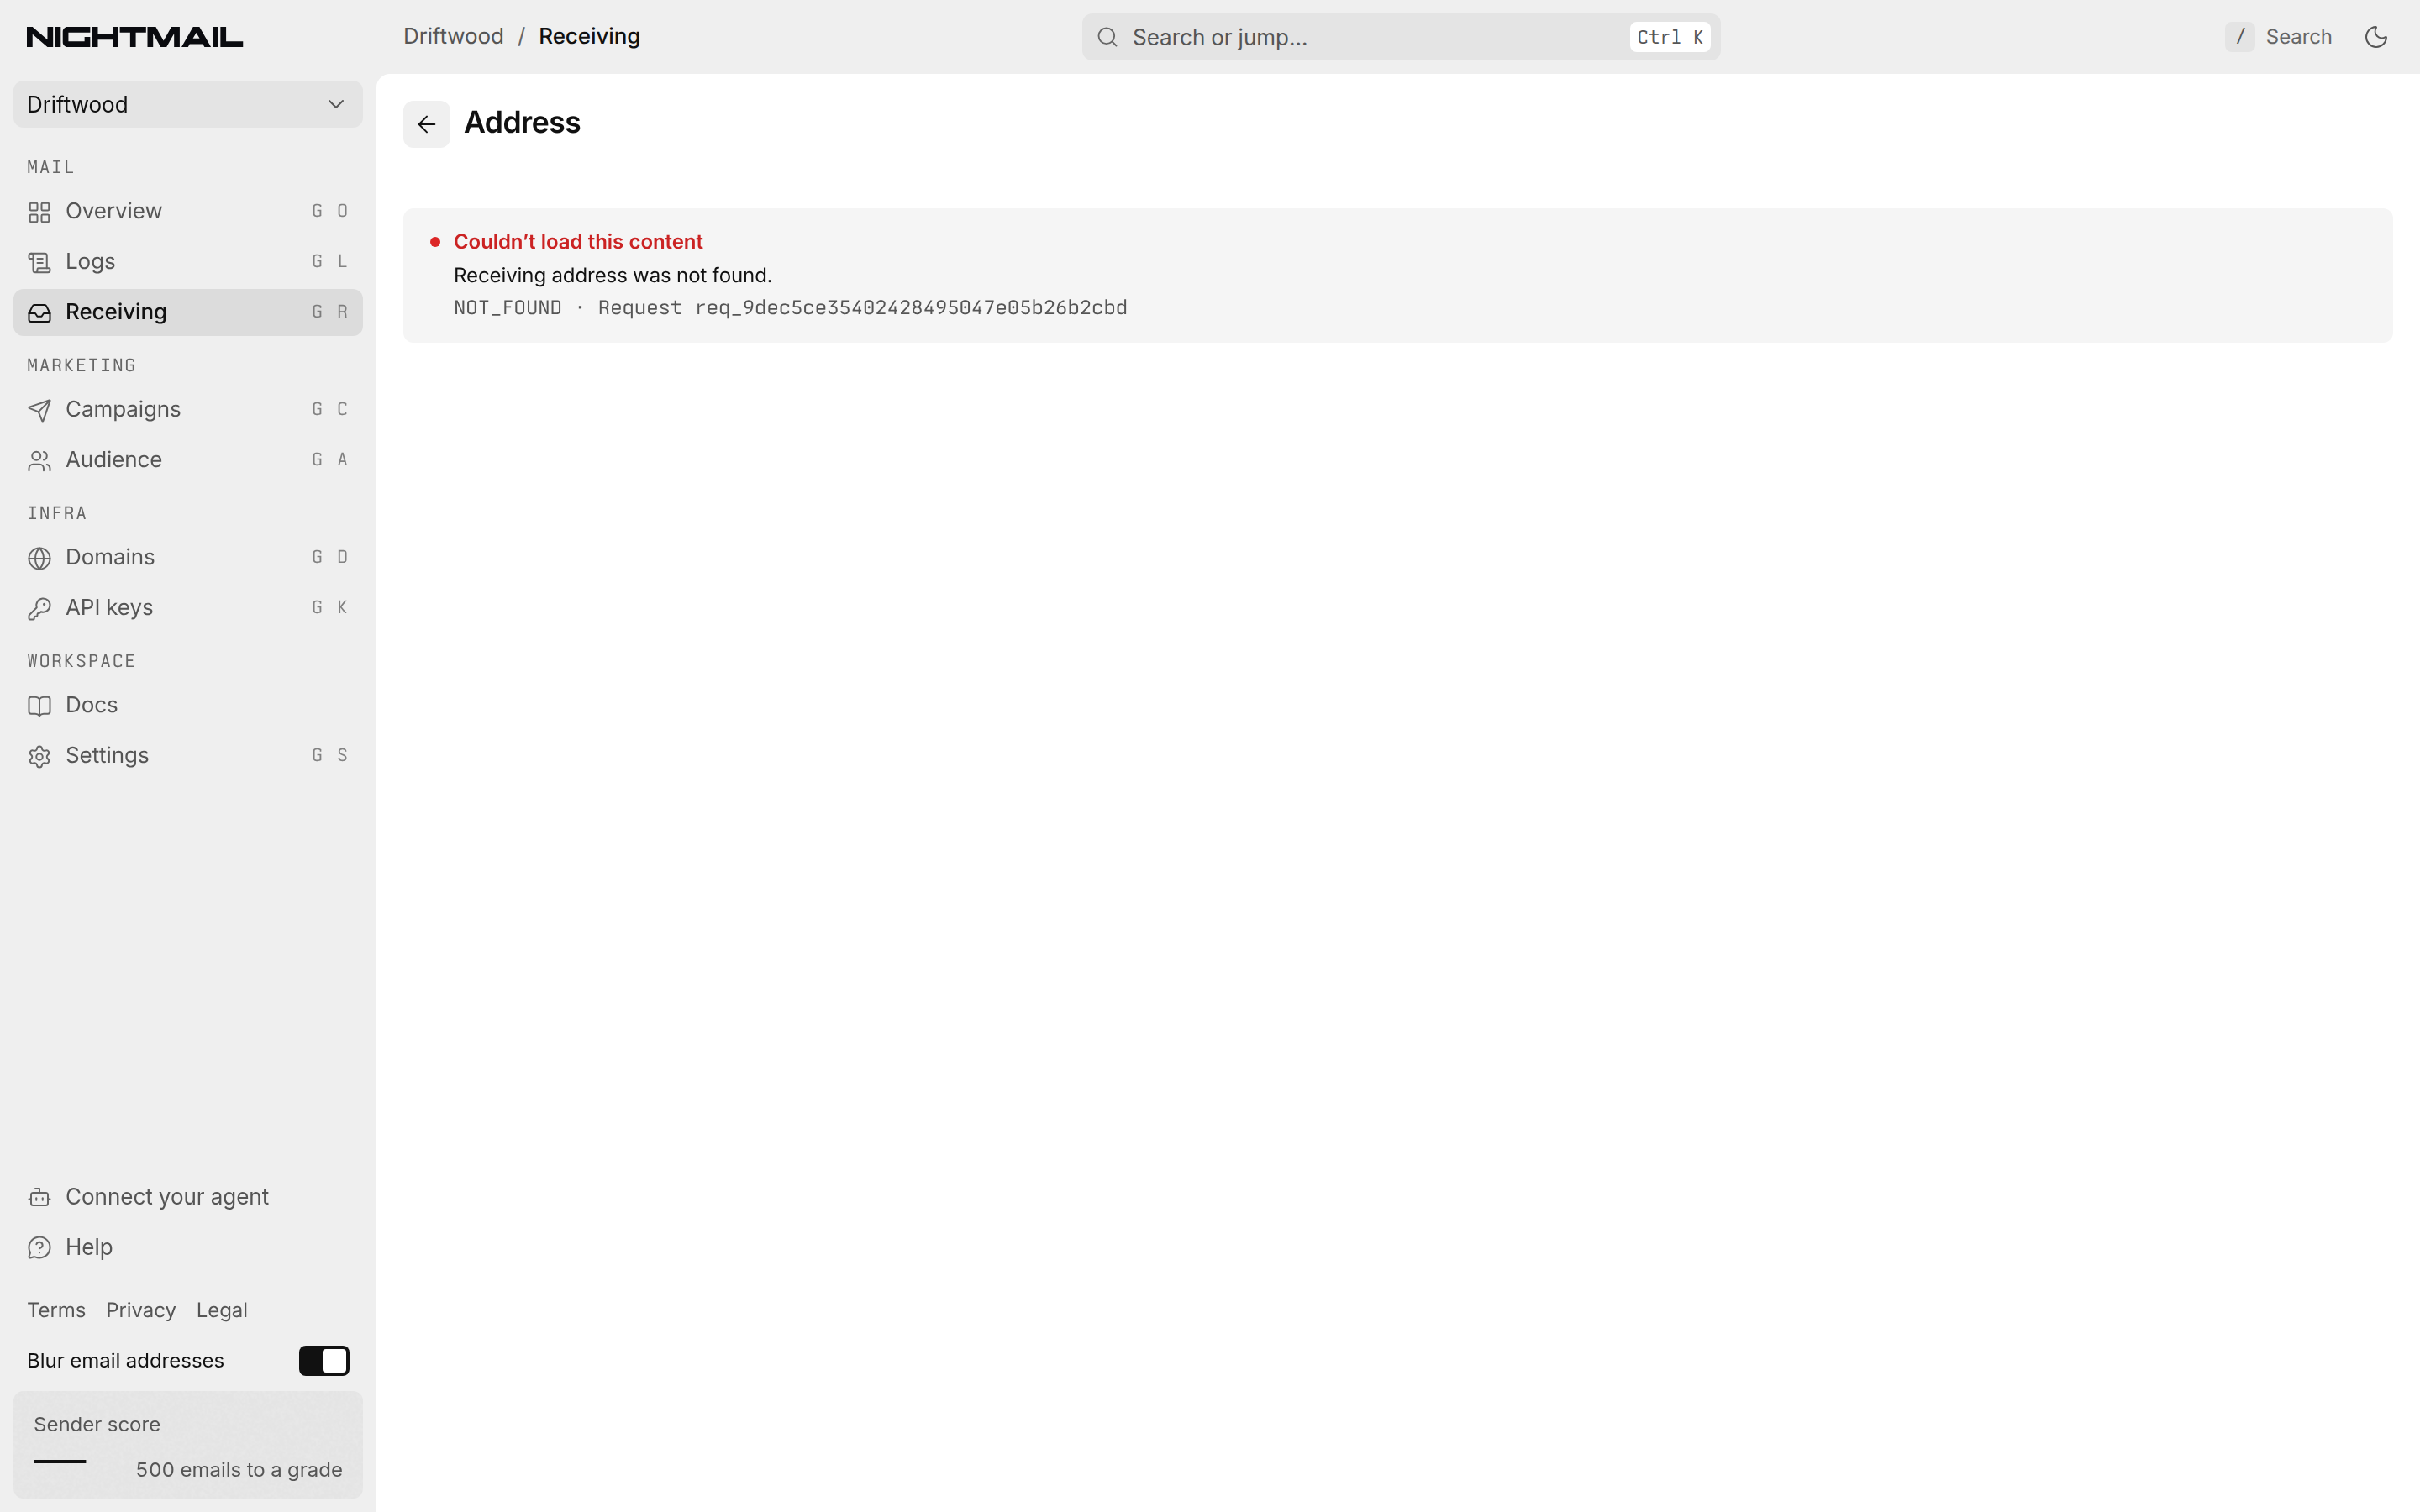 NIGHTMAIL
Driftwood / Receiving
Search or jump...
Ctrl K
/ Search
Driftwood
MAIL
Overview G O
Logs G L
Receiving G R
MARKETING
Campaigns G C
Audience G A
INFRA
Domains G D
API keys G K
WORKSPACE
Docs
Settings G S
Connect your agent
Help
Terms Privacy Legal
Blur email addresses
Sender score
500 emails to a grade
Address
Couldn’t load this content
Receiving address was not found.
NOT_FOUND · Request req_9dec5ce35402428495047e05b26b2cbd